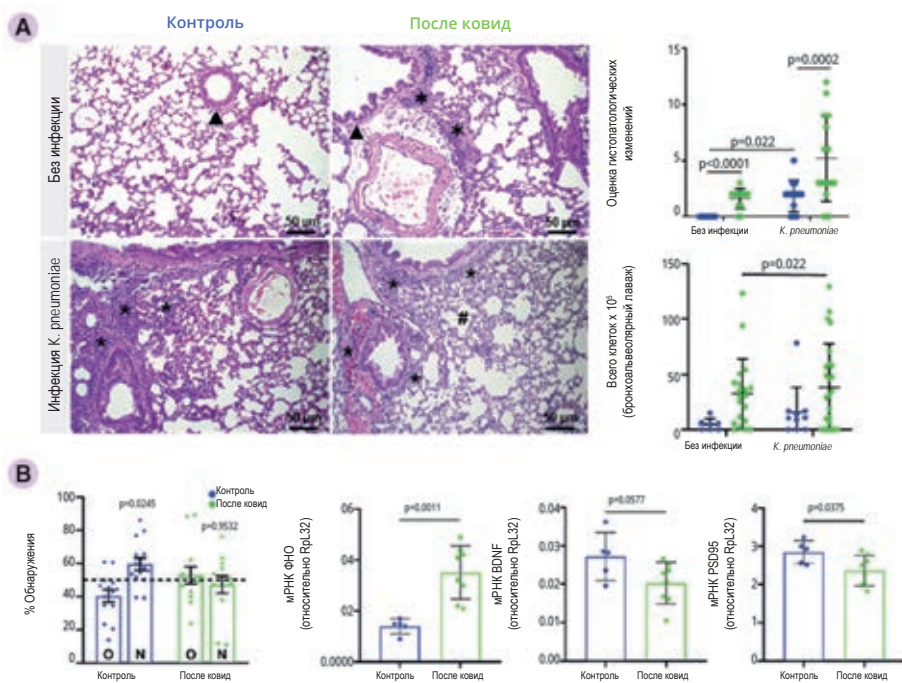 A
Контроль
После ковид
Без инфекции
Инфекция K. pneumoniae
50 µm
50 µm
50 µm
50 µm
*
*
*
*
*
*
*
*
*
#
Оценка гистопатологических
изменений
15
10
5
0
p<0.0001
p=0.022
p=0.0002
Без инфекции
K. pneumoniae
Всего клеток x 10⁵
(бронхоальвеолярный лаваж)
150
100
50
0
p=0.022
Без инфекции
K. pneumoniae
B
% Обнаружения
100
80
60
40
20
0
p=0.0245
Контроль
После ковид
p=0.9532
O
N
O
N
Контроль
После ковид
мРНК ФНО
(относительно RpL32)
06
04
02
0.0000
p=0.0011
Контроль
После ковид
мРНК BDNF
(относительно RpL32)
0.04
0.03
0.02
0.01
0.00
p=0.0577
Контроль
После ковид
мРНК PSD95
(относительно RpL32)
4
3
2
1
0
p=0.0375
Контроль
После ковид